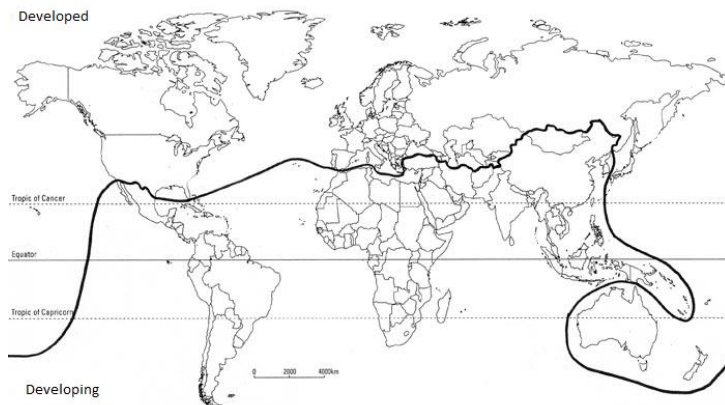 Developed
Tropic of Cancer
Equator
Tropic of Capricorn
0 2000 4000km
Developing